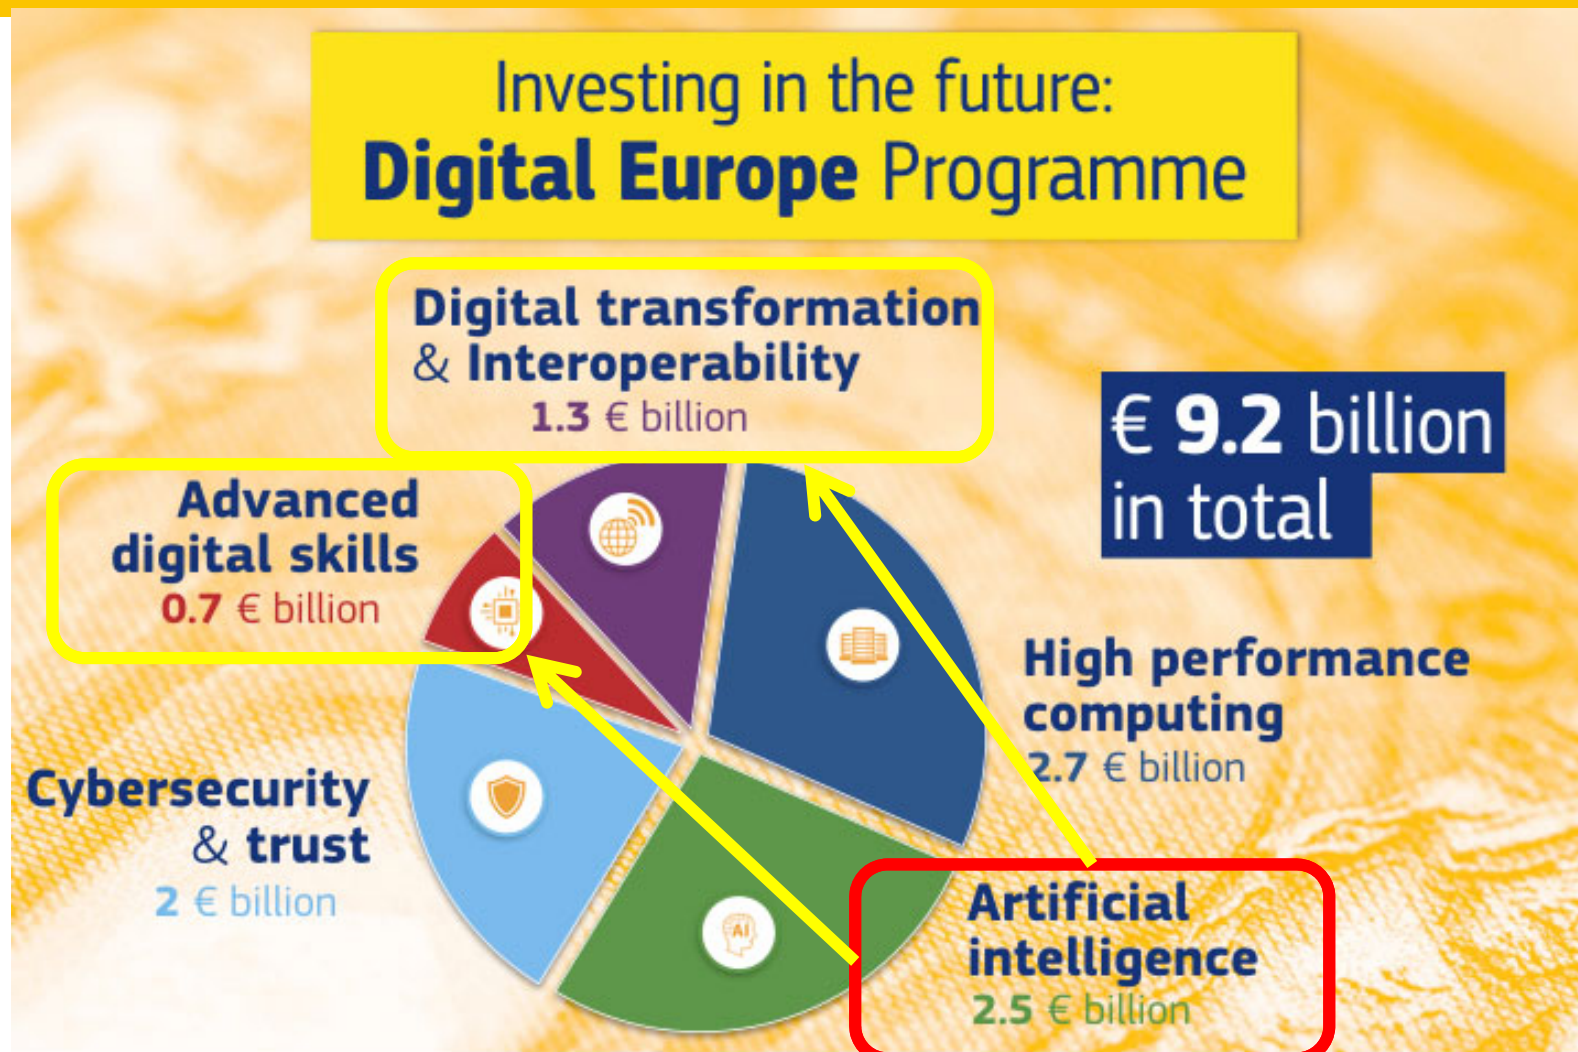 Investing in the future:
Digital Europe Programme
Digital transformation
& Interoperability
1.3 € billion
€ 9.2 billion
in total
Advanced
digital skills
0.7 € billion
High performance
computing
2.7 € billion
Cybersecurity
& trust
2 € billion
AI
Artificial
intelligence
2.5 € billion